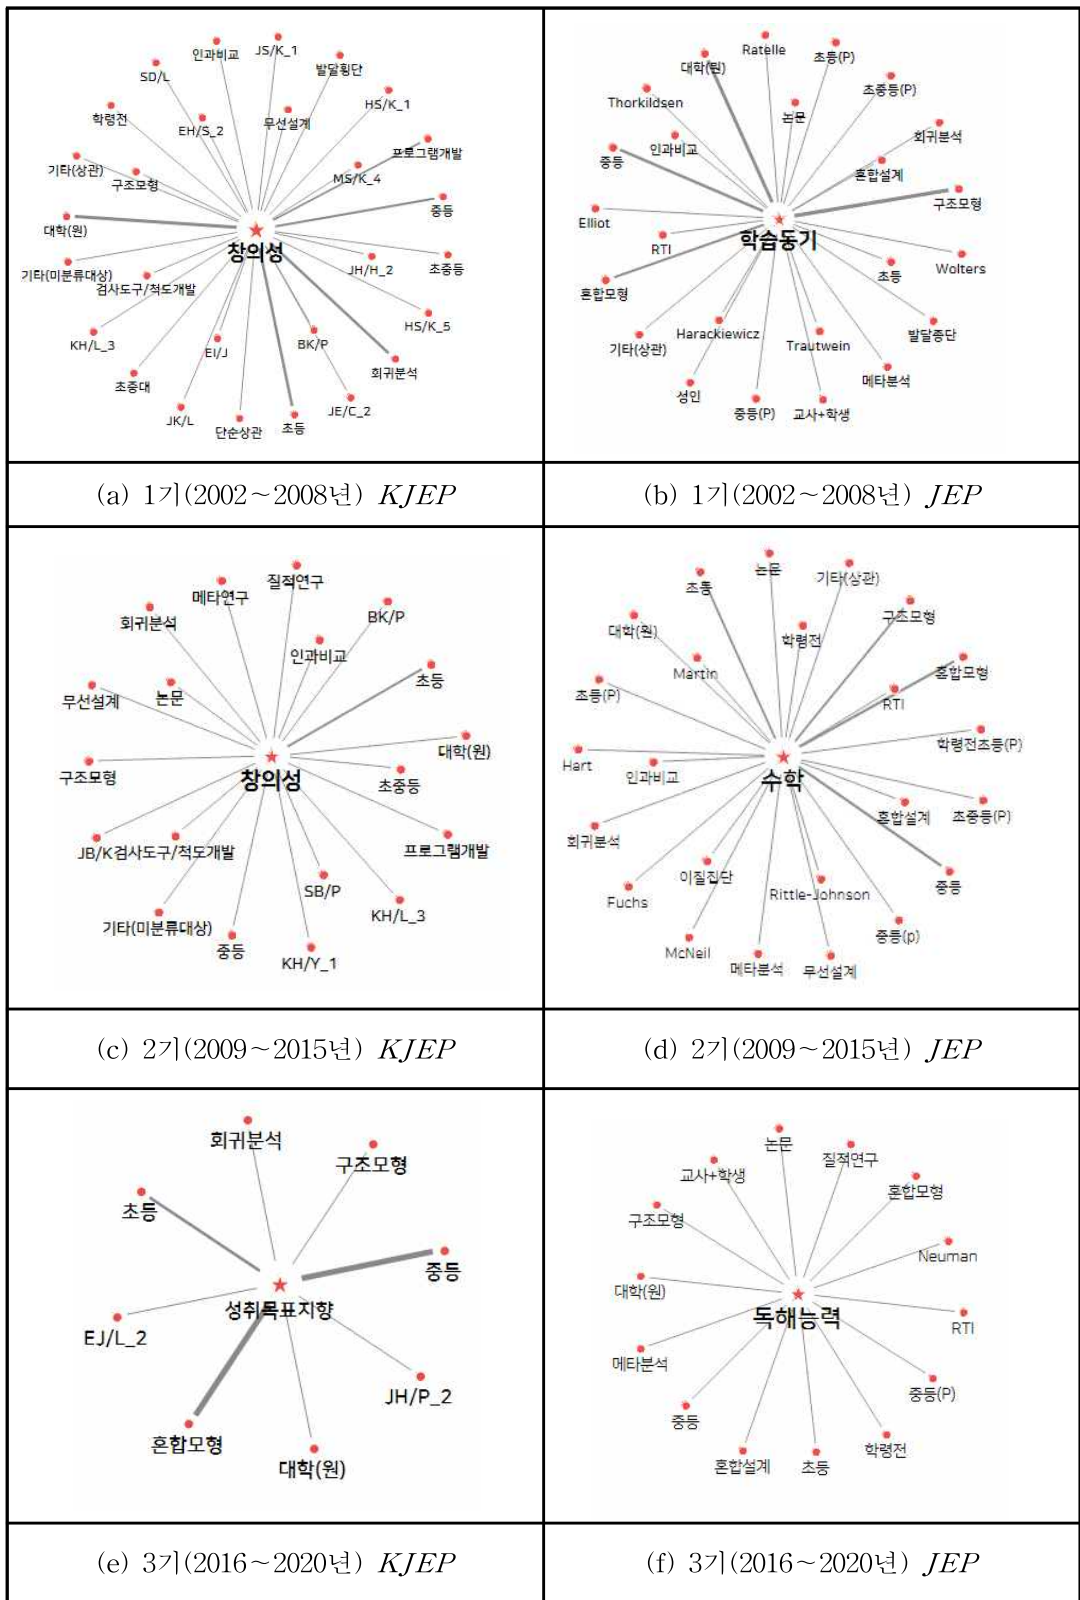 인과비교
JS/K_1
발달횡단
SD/L
HS/K_1
학령전
EH/S_2
무선설계
프로그램개발
기타(상관)
구조모형
MS/K_4
중등
대학(원)
창의성
기타(미분류대상)
검사도구/척도개발
JH/H_2
초중등
KH/L_3
EI/J
BK/P
HS/K_5
회귀분석
초중대
JK/L
단순상관
초등
JE/C_2
Ratelle
대학(원)
초등(P)
Thorkildsen
논문
초중등(P)
중등
인과비교
회귀분석
혼합설계
구조모형
Elliot
RTI
학습동기
Wolters
초등
혼합모형
Harackiewicz
Trautwein
발달종단
기타(상관)
메타분석
성인
중등(P)
교사+학생
(a) 1기(2002~2008년) KJEP
(b) 1기(2002~2008년) JEP
질적연구
메타연구
회귀분석
BK/P
인과비교
초등
무선설계
논문
대학(원)
구조모형
창의성
초중등
JB/K
검사도구/척도개발
프로그램개발
SB/P
KH/L_3
기타(미분류대상)
중등
KH/Y_1
논문
기타(상관)
초등
구조모형
대학(원)
학령전
Martin
혼합모형
초등(P)
RTI
학령전초등(P)
Hart
인과비교
수학
혼합설계
초중등(P)
회귀분석
이질집단
Rittle-Johnson
중등
Fuchs
중등(p)
McNeil
메타분석
무선설계
(c) 2기(2009~2015년) KJEP
(d) 2기(2009~2015년) JEP
회귀분석
구조모형
초등
중등
성취목표지향
EJ/L_2
JH/P_2
혼합모형
대학(원)
논문
질적연구
교사+학생
혼합모형
구조모형
Neuman
대학(원)
독해능력
RTI
메타분석
중등(P)
중등
학령전
혼합설계
초등
(e) 3기(2016~2020년) KJEP
(f) 3기(2016~2020년) JEP